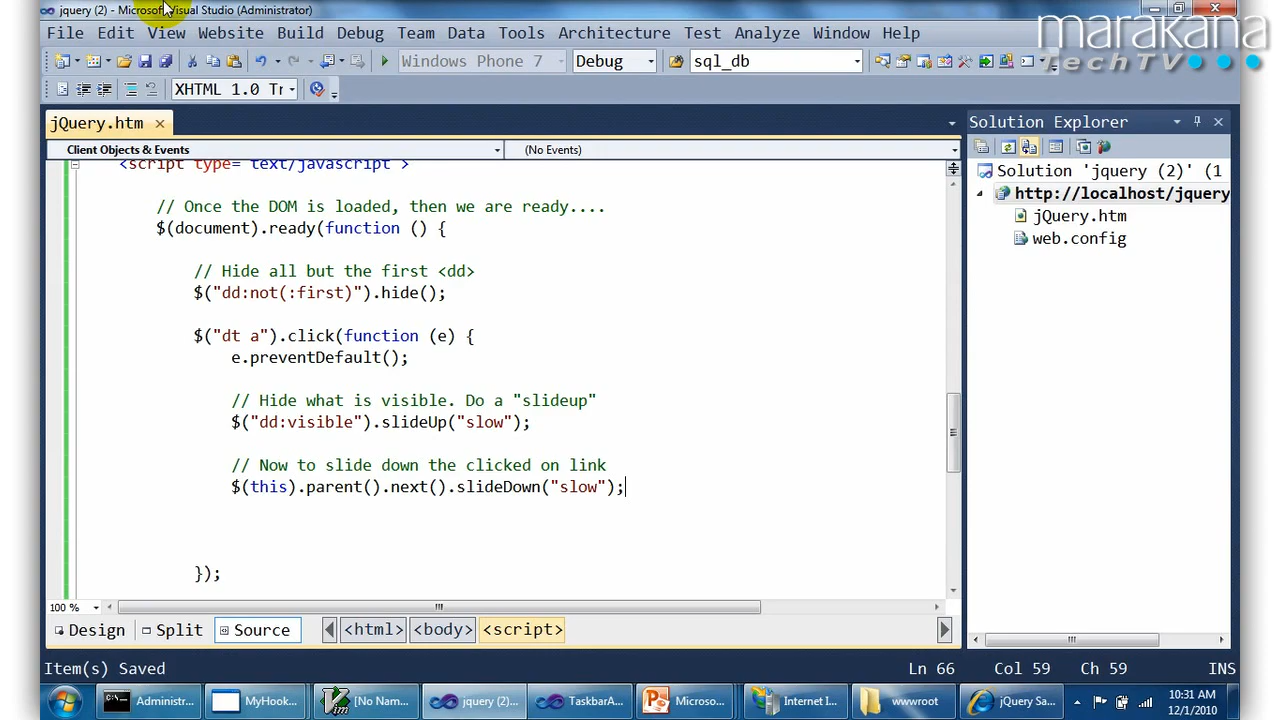 jquery (2) - Microsoft Visual Studio (Administrator)
marakana
TechTV
File Edit View Website Build Debug Team Data Tools Architecture Test Analyze Window Help
Windows Phone 7 Debug sql_db
XHTML 1.0 Tr
jQuery.htm
Solution Explorer
Client Objects & Events (No Events)
<script type="text/javascript">
Solution 'jquery (2)' (1
http://localhost/jquery
jQuery.htm
web.config
// Once the DOM is loaded, then we are ready....
$(document).ready(function () {
// Hide all but the first <dd>
$("dd:not(:first)").hide();
$("dt a").click(function (e) {
e.preventDefault();
// Hide what is visible. Do a "slideup"
$("dd:visible").slideUp("slow");
// Now to slide down the clicked on link
$(this).parent().next().slideDown("slow");
});
100 %
Design Split Source <html> <body> <script>
Item(s) Saved Ln 66 Col 59 Ch 59 INS
Administr... MyHook... [No Nam... jquery (2)... TaskbarA... Microso... Internet I... wwwroot jQuery Sa...
10:31 AM
12/1/2010